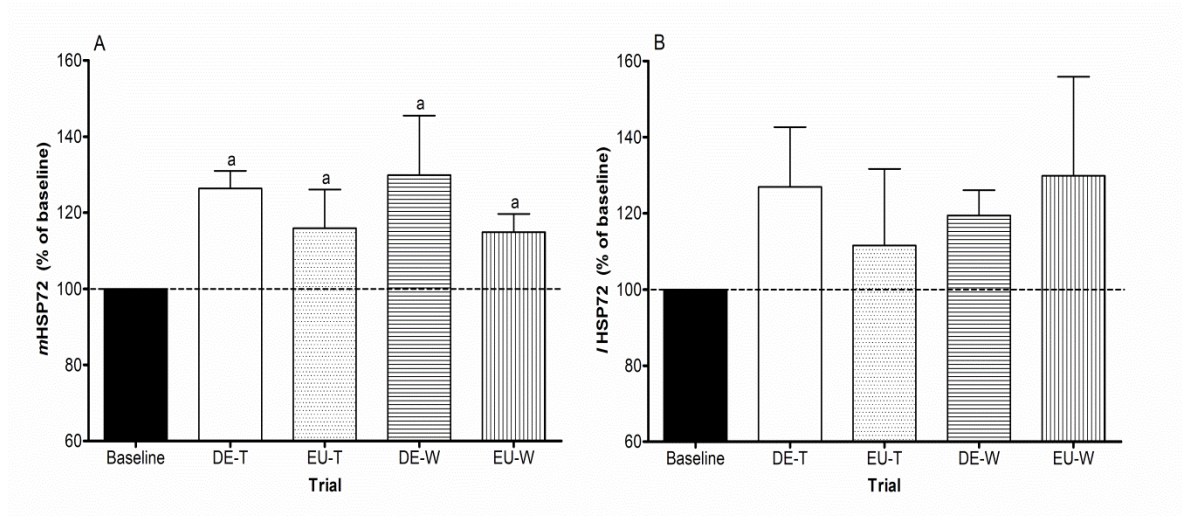 A
160
140
120
100
80
60
mHSP72 (% of baseline)
a
a
a
a
Baseline DE-T EU-T DE-W EU-W
Trial
B
160
140
120
100
80
60
l HSP72 (% of baseline)
Baseline DE-T EU-T DE-W EU-W
Trial